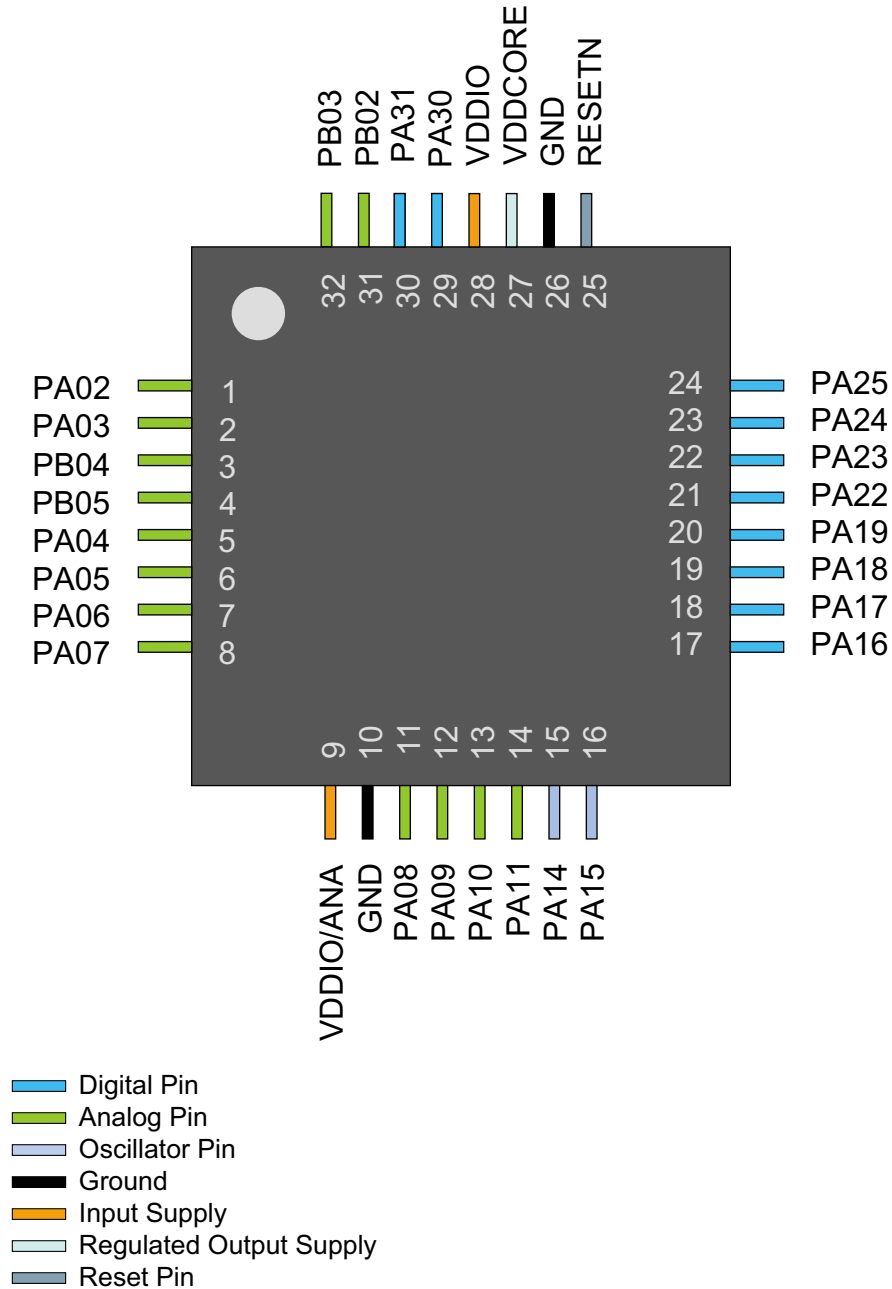 PB03
PB02
PA31
PA30
VDDIO
VDDCORE
GND
RESETN
32
31
30
29
28
27
26
25
PA02 1
PA03 2
PB04 3
PB05 4
PA04 5
PA05 6
PA06 7
PA07 8
24 PA25
23 PA24
22 PA23
21 PA22
20 PA19
19 PA18
18 PA17
17 PA16
9
10
11
12
13
14
15
16
VDDIO/ANA
GND
PA08
PA09
PA10
PA11
PA14
PA15
Digital Pin
Analog Pin
Oscillator Pin
Ground
Input Supply
Regulated Output Supply
Reset Pin